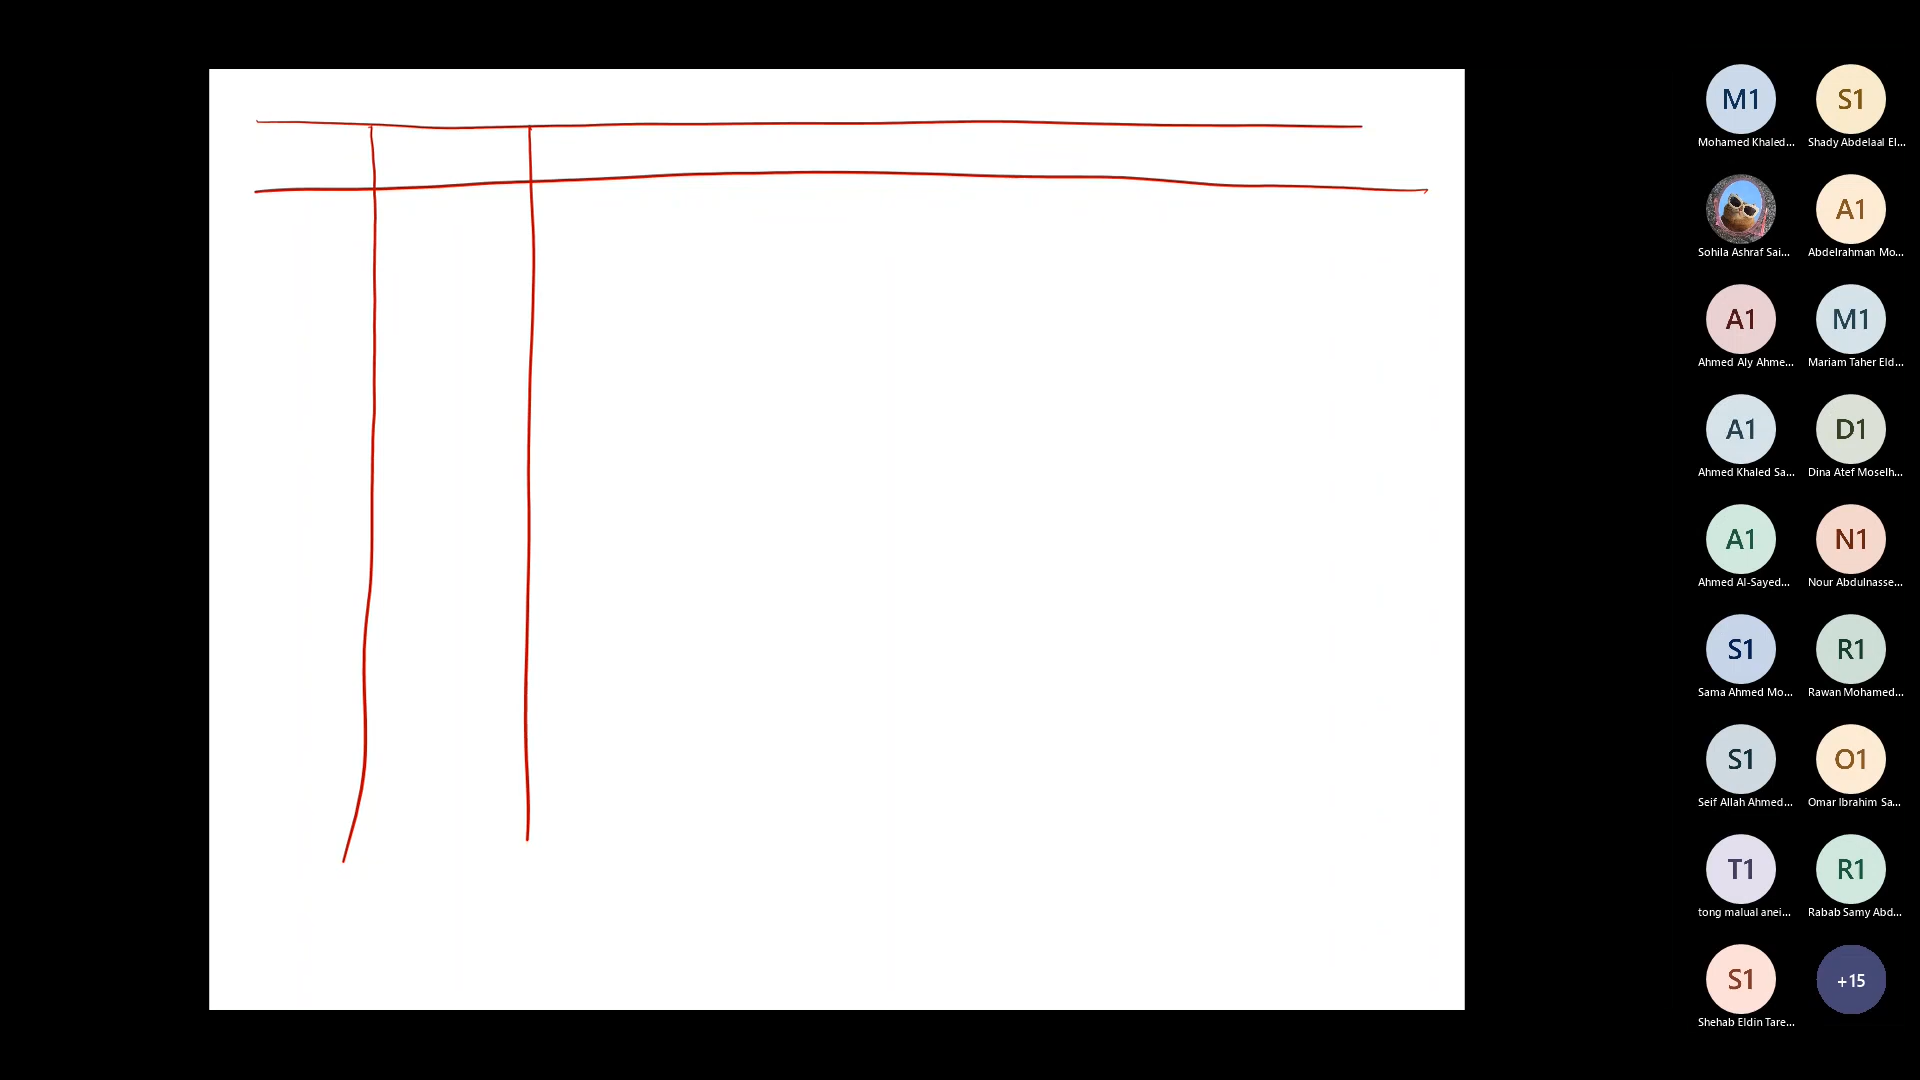 M1
S1
Mohamed Khaled...
Shady Abdelaal El...
A1
Sohila Ashraf Sai...
Abdelrahman Mo...
A1
M1
Ahmed Aly Ahme...
Mariam Taher Eld...
A1
D1
Ahmed Khaled Sa...
Dina Atef Moselh...
A1
N1
Ahmed Al-Sayed...
Nour Abdulnasse...
S1
R1
Sama Ahmed Mo...
Rawan Mohamed...
S1
O1
Seif Allah Ahmed...
Omar Ibrahim Sa...
T1
R1
tong malual anei...
Rabab Samy Abd...
S1
+15
Shehab Eldin Tare...